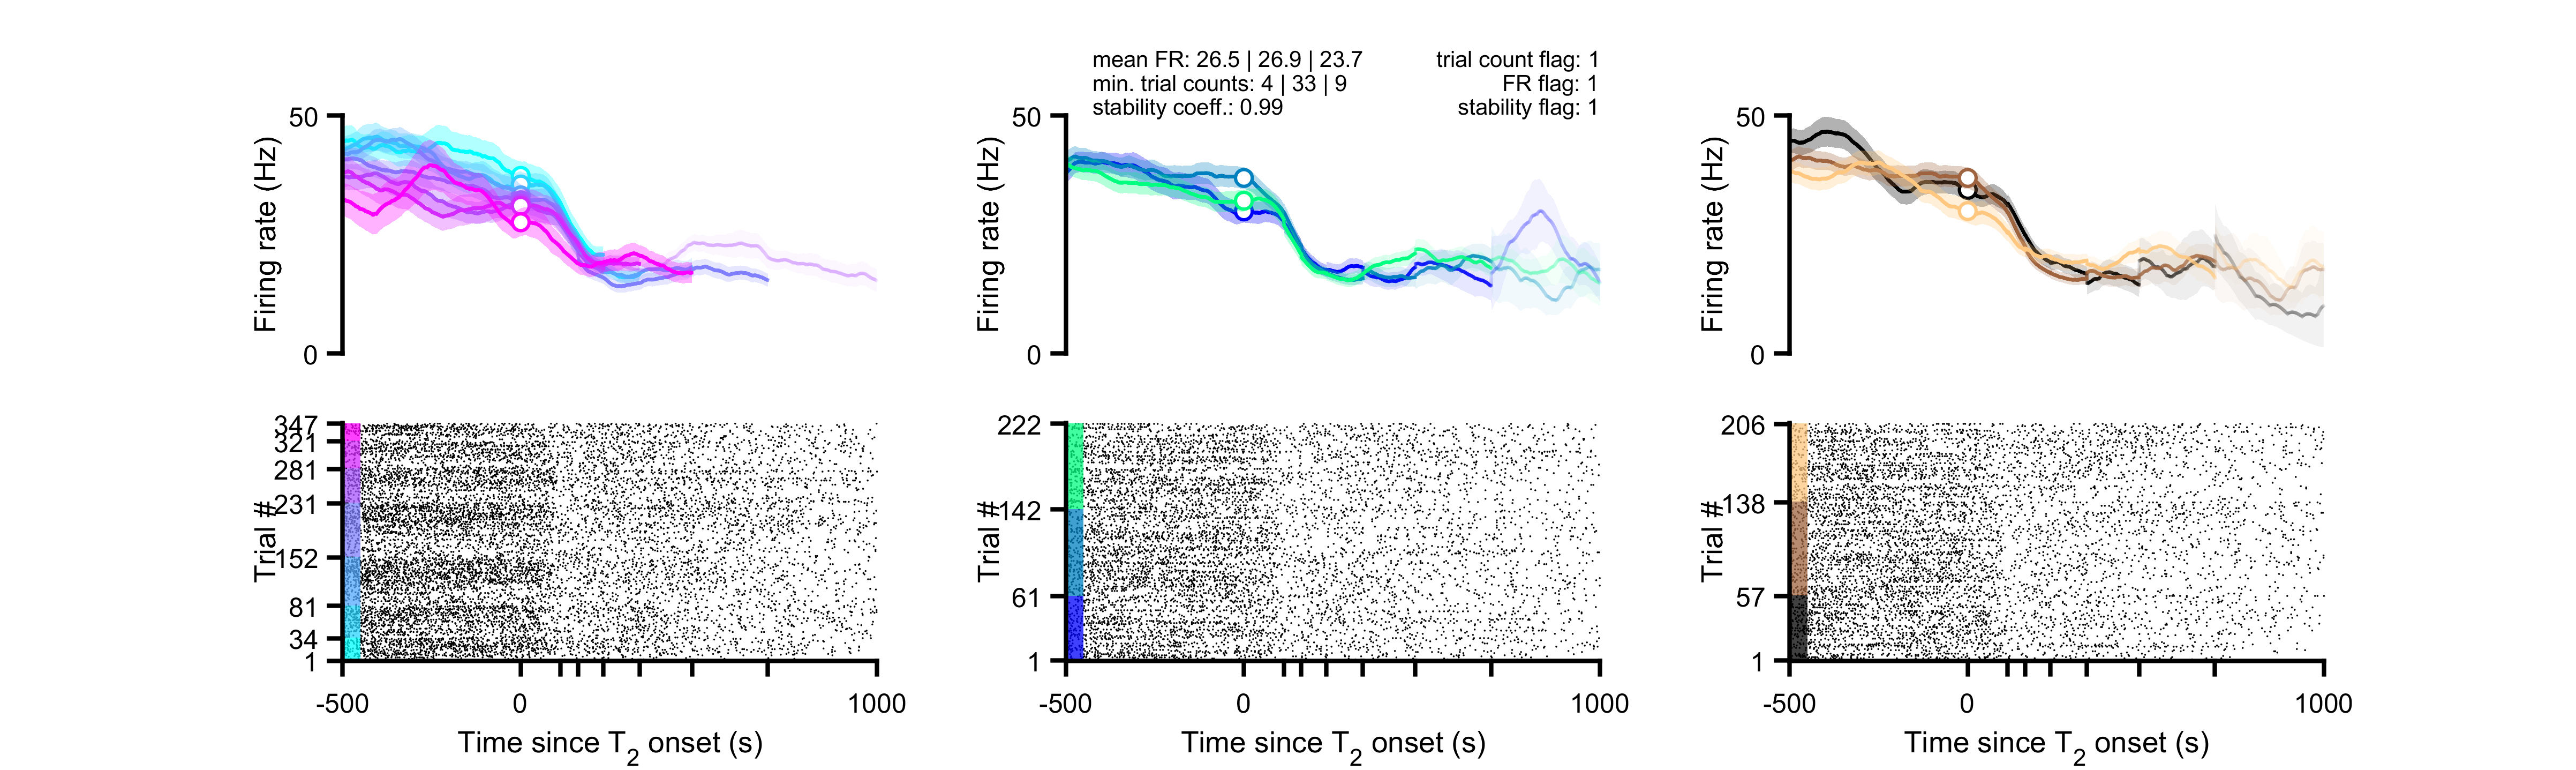 mean FR: 26.5 | 26.9 | 23.7
min. trial counts: 4 | 33 | 9
stability coeff.: 0.99
trial count flag: 1
FR flag: 1
stability flag: 1
50
0
Firing rate (Hz)
50
0
Firing rate (Hz)
50
0
Firing rate (Hz)
347
321
281
231
152
81
34
1
Trial #
-500
0
1000
Time since T2 onset (s)
222
142
61
1
Trial #
-500
0
1000
Time since T2 onset (s)
206
138
57
1
Trial #
-500
0
1000
Time since T2 onset (s)